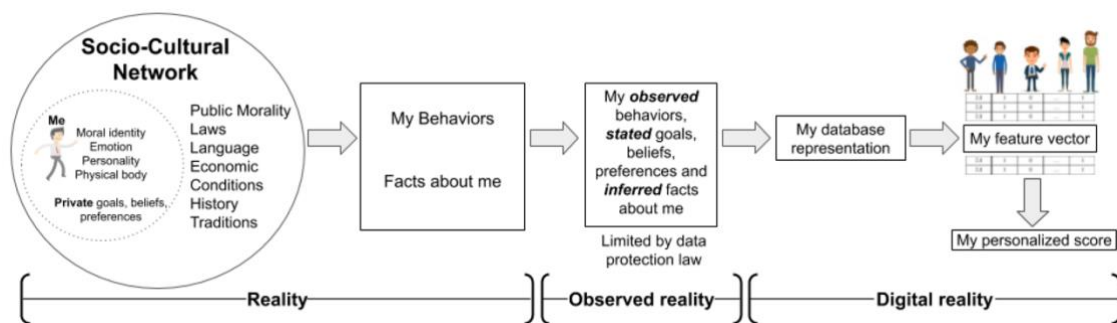 Socio-Cultural
Network
Me
Moral identity
Emotion
Personality
Physical body
Private goals, beliefs,
preferences
Public Morality
Laws
Language
Economic
Conditions
History
Traditions
My Behaviors
Facts about me
My observed
behaviors,
stated goals,
beliefs,
preferences and
inferred facts
about me
Limited by data
protection law
My database
representation
My feature vector
My personalized score
Reality
Observed reality
Digital reality